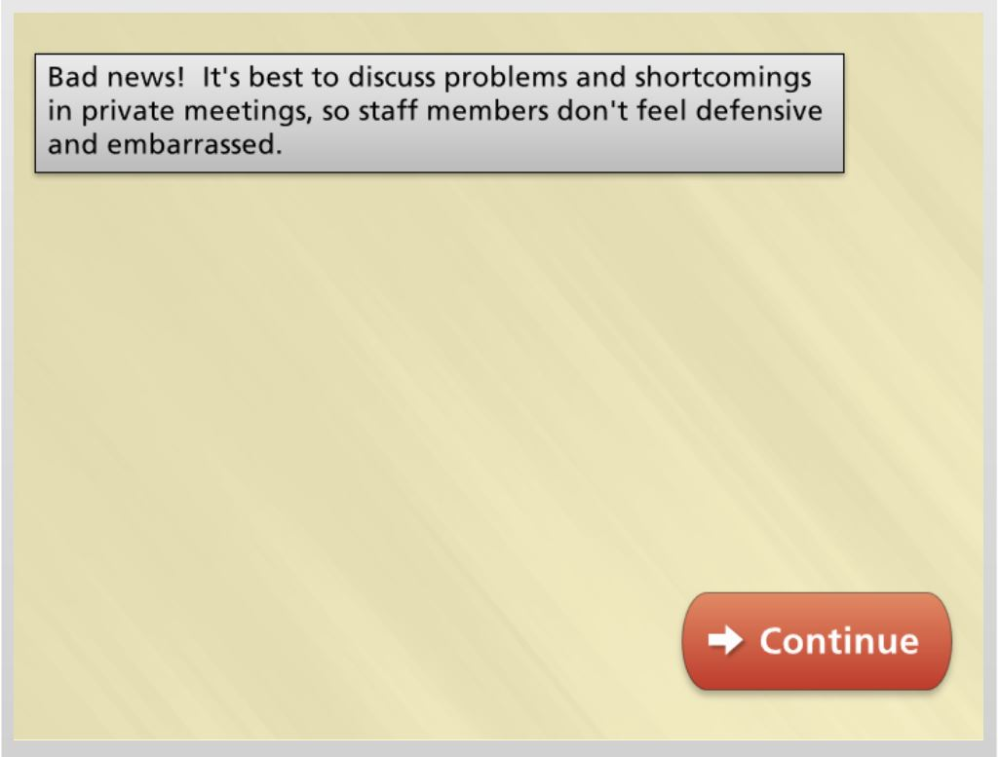 Bad news!  It's best to discuss problems and shortcomings
in private meetings, so staff members don't feel defensive
and embarrassed.
Continue